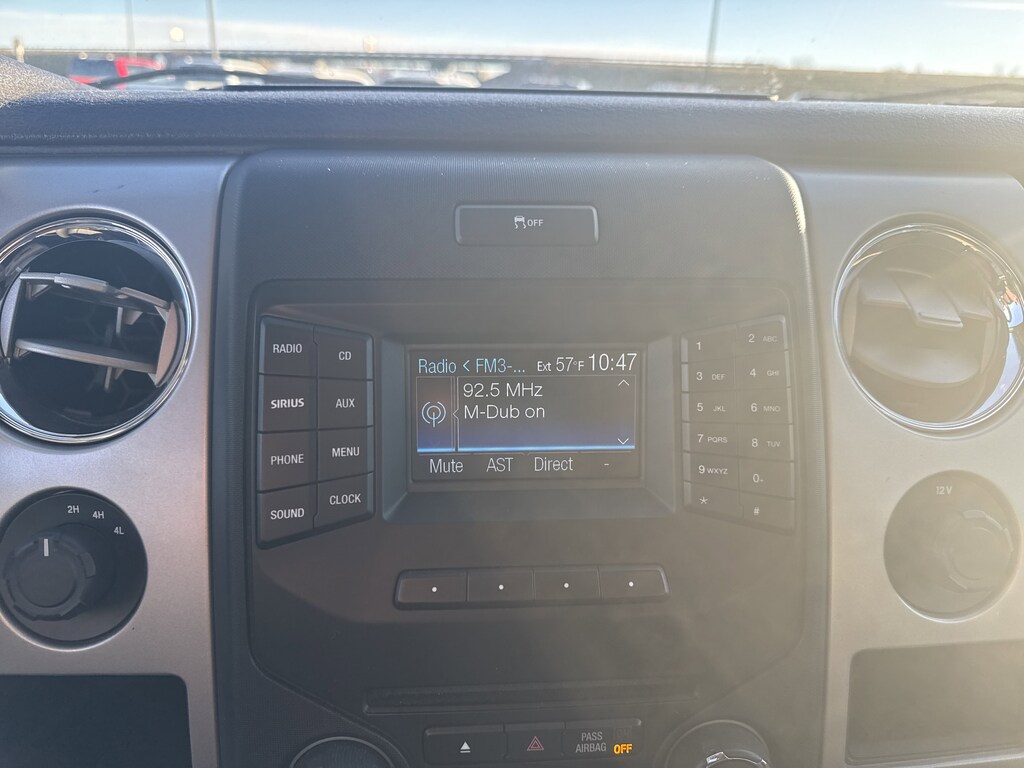 OFF
RADIO
CD
SIRIUS
AUX
PHONE
MENU
SOUND
CLOCK
Radio < FM3-... Ext 57°F 10:47
92.5 MHz
M-Dub on
Mute AST Direct -
1
2 ABC
3 DEF
4 GHI
5 JKL
6 MNO
7 PQRS
8 TUV
9 WXYZ
0-
*
#
2H
4H
4L
12V
PASS
AIRBAG OFF